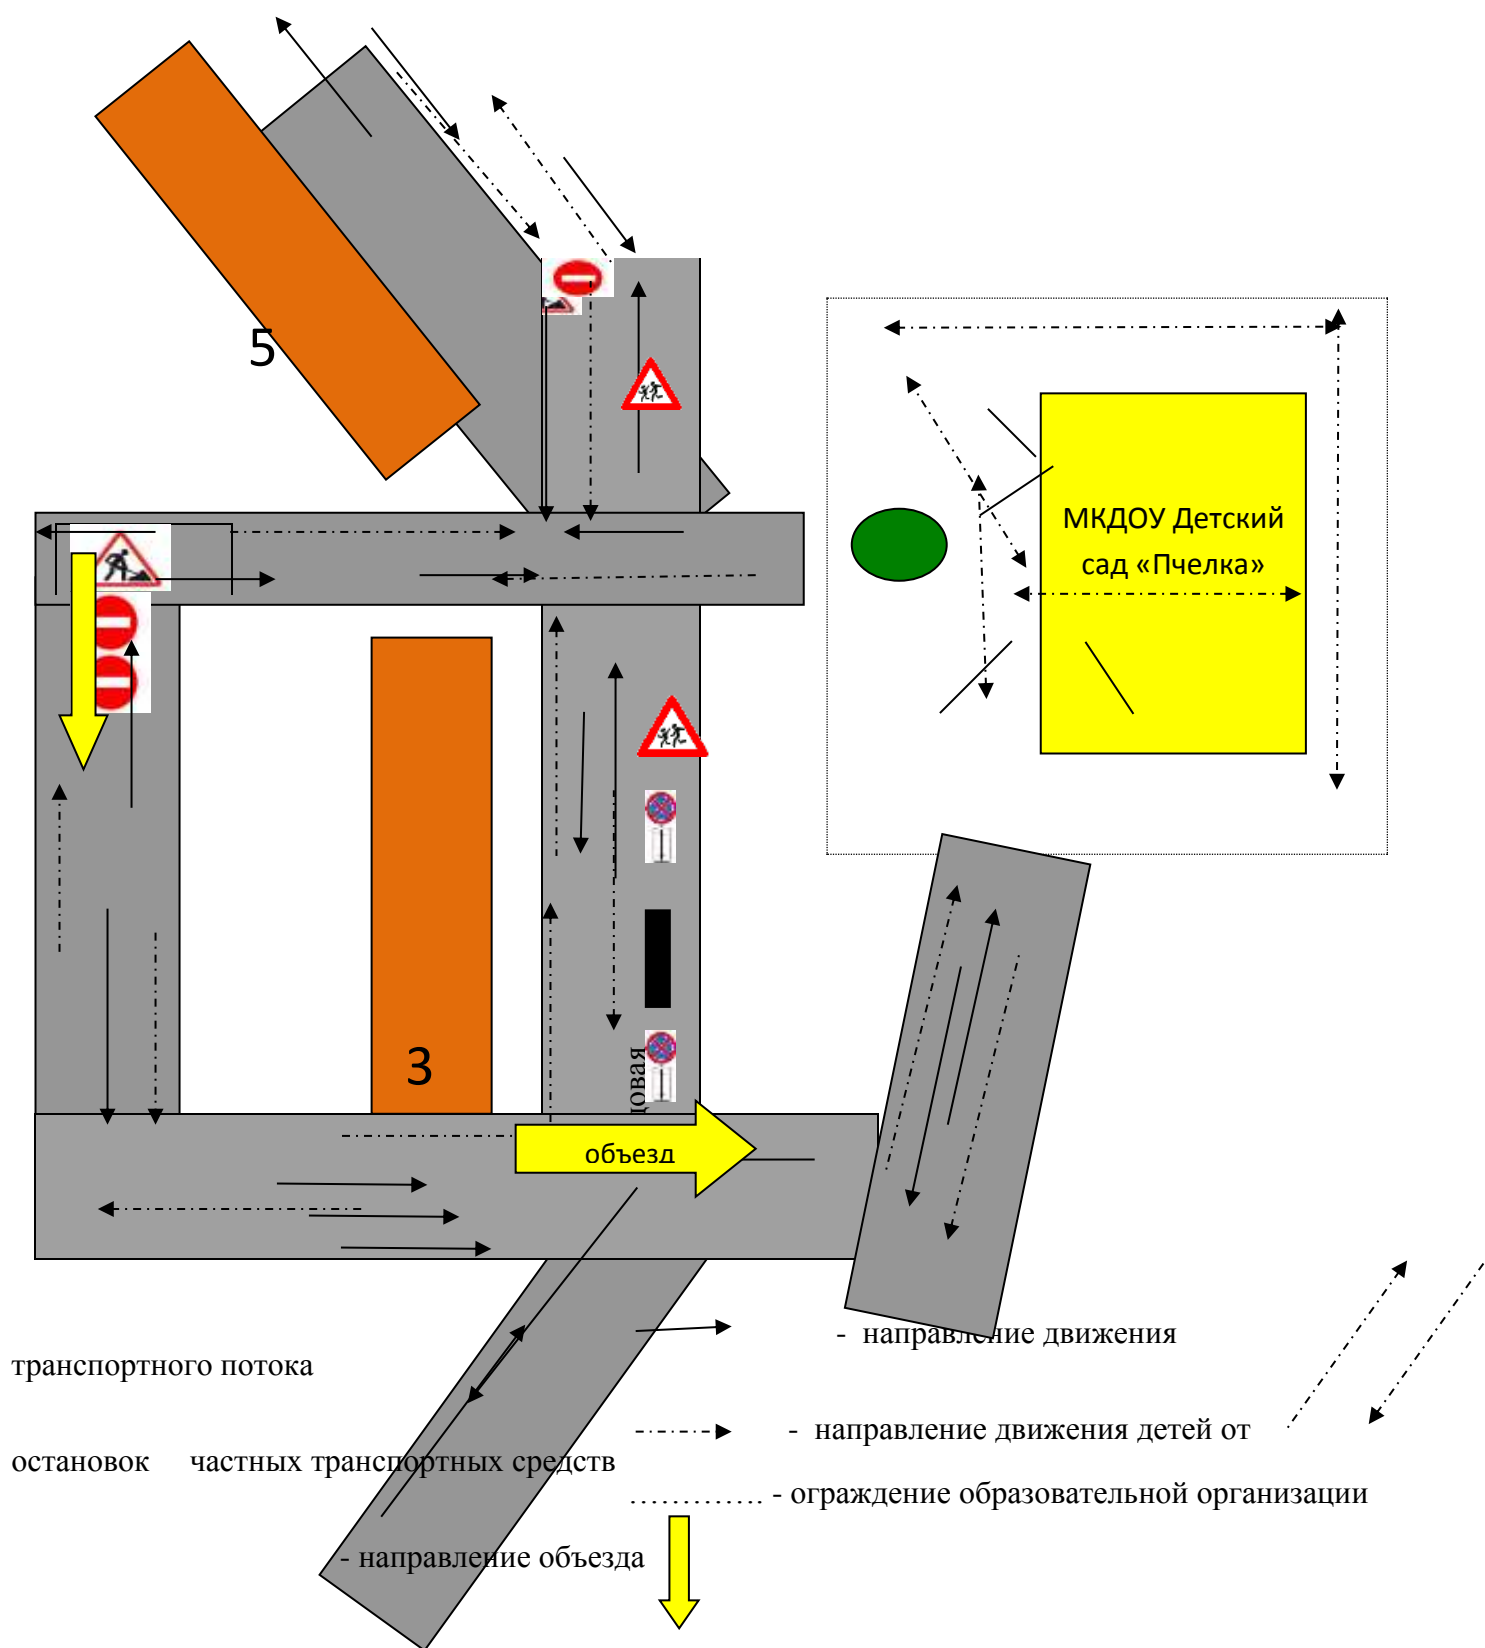 5
МКДОУ Детский
сад «Пчелка»
3
объезд
- направление движения
транспортного потока
- направление движения детей от
остановок частных транспортных средств
- ограждение образовательной организации
- направление объезда